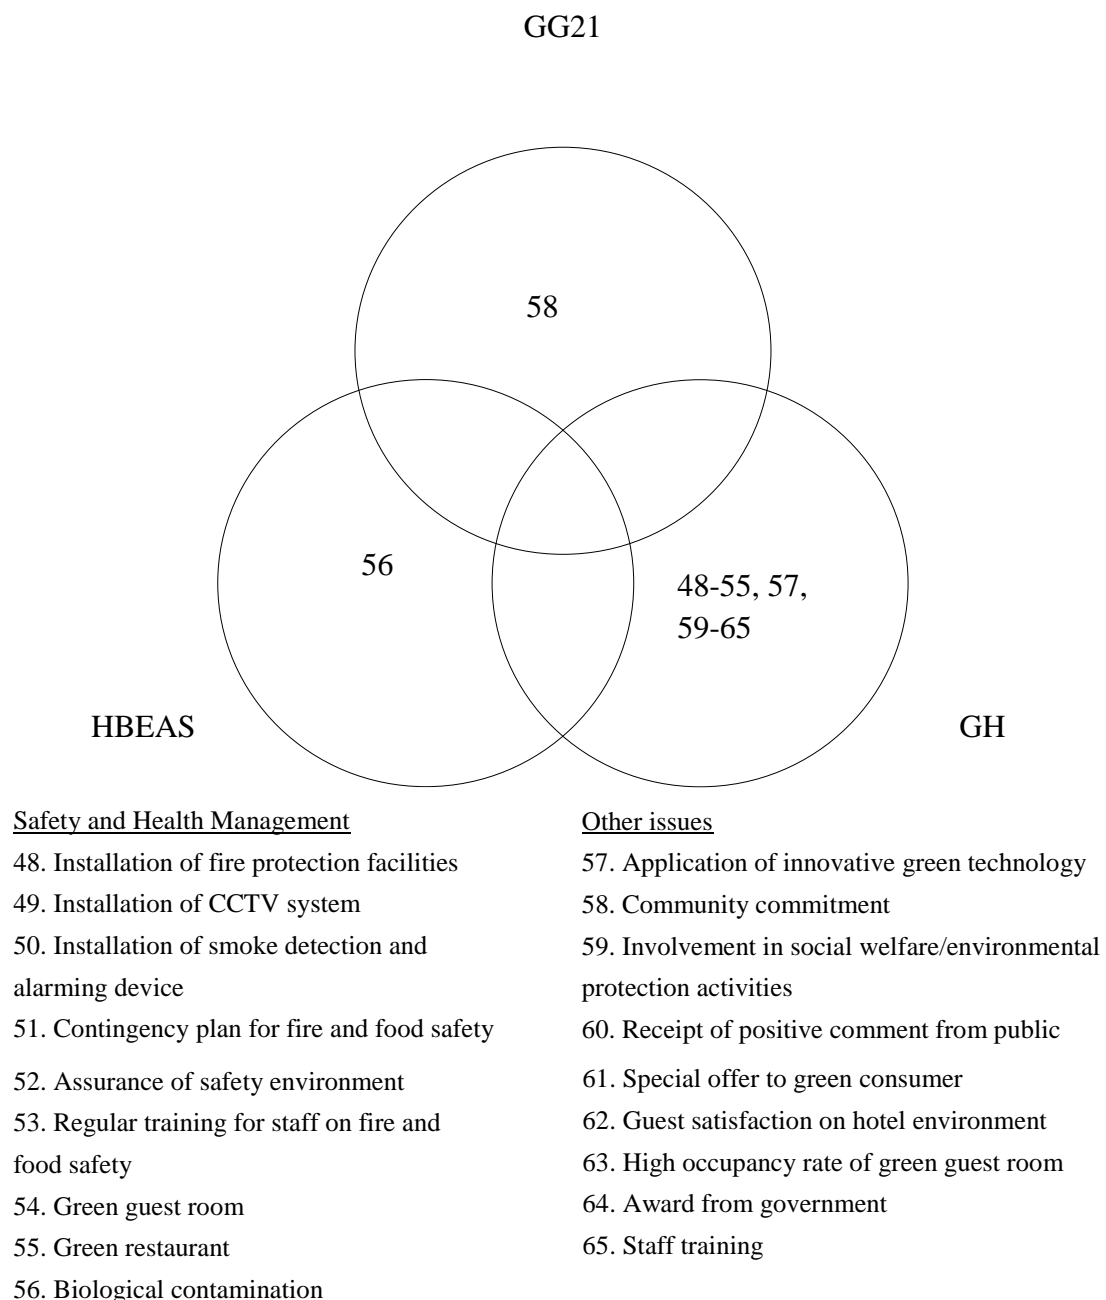 GG21
58
56
48-55, 57,
59-65
HBEAS
GH
Safety and Health Management
48. Installation of fire protection facilities
49. Installation of CCTV system
50. Installation of smoke detection and
alarming device
51. Contingency plan for fire and food safety
52. Assurance of safety environment
53. Regular training for staff on fire and
food safety
54. Green guest room
55. Green restaurant
56. Biological contamination
Other issues
57. Application of innovative green technology
58. Community commitment
59. Involvement in social welfare/environmental
protection activities
60. Receipt of positive comment from public
61. Special offer to green consumer
62. Guest satisfaction on hotel environment
63. High occupancy rate of green guest room
64. Award from government
65. Staff training